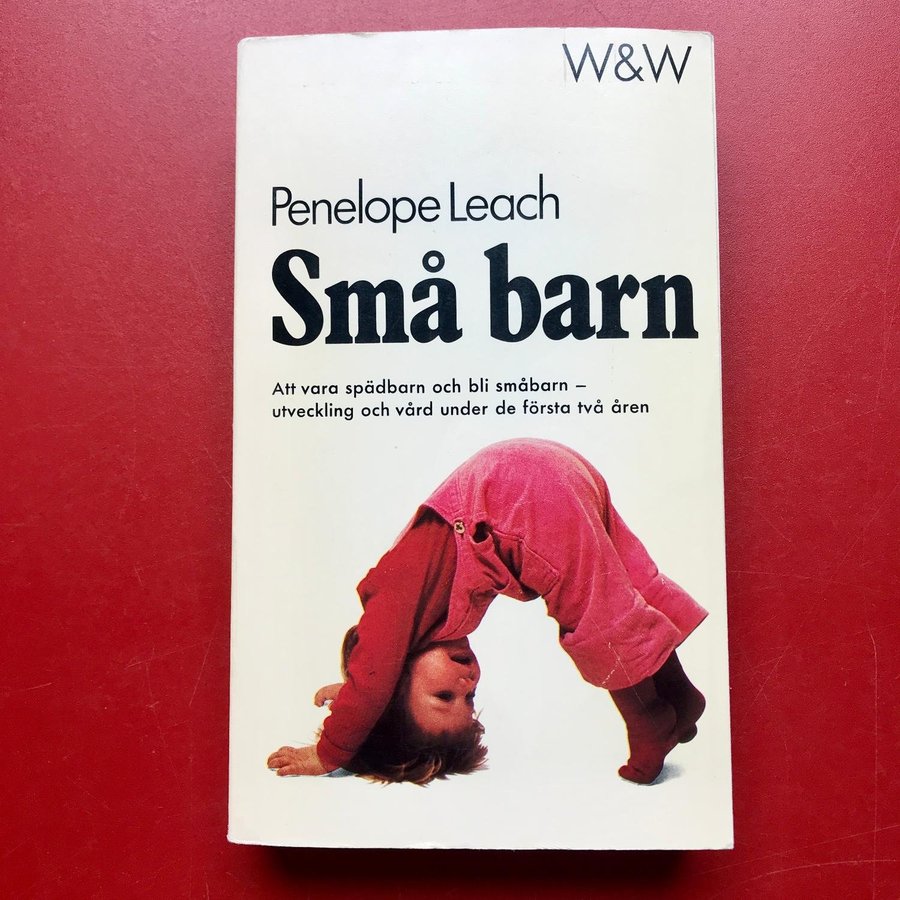 W&W
Penelope Leach
Små barn
Att vara spädbarn och bli småbarn –
utveckling och vård under de första två åren